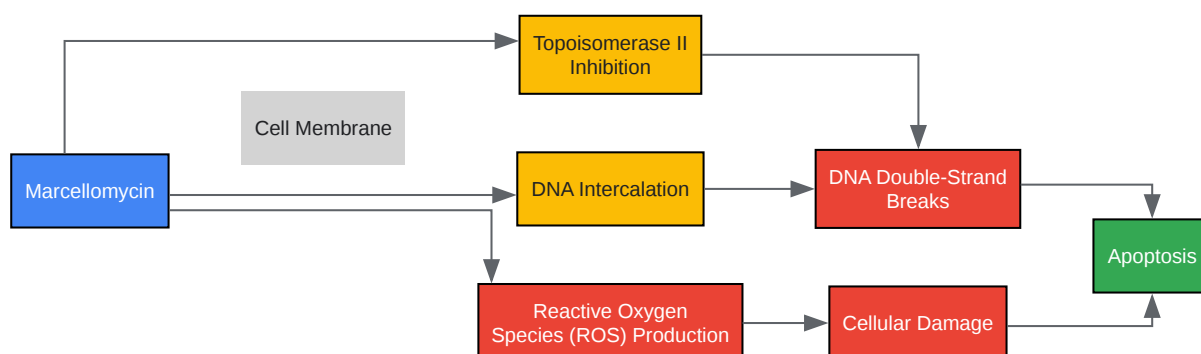 Topoisomerase II
Inhibition
Cell Membrane
Marcellomycin
DNA Intercalation
DNA Double-Strand
Breaks
Apoptosis
Reactive Oxygen
Species (ROS) Production
Cellular Damage